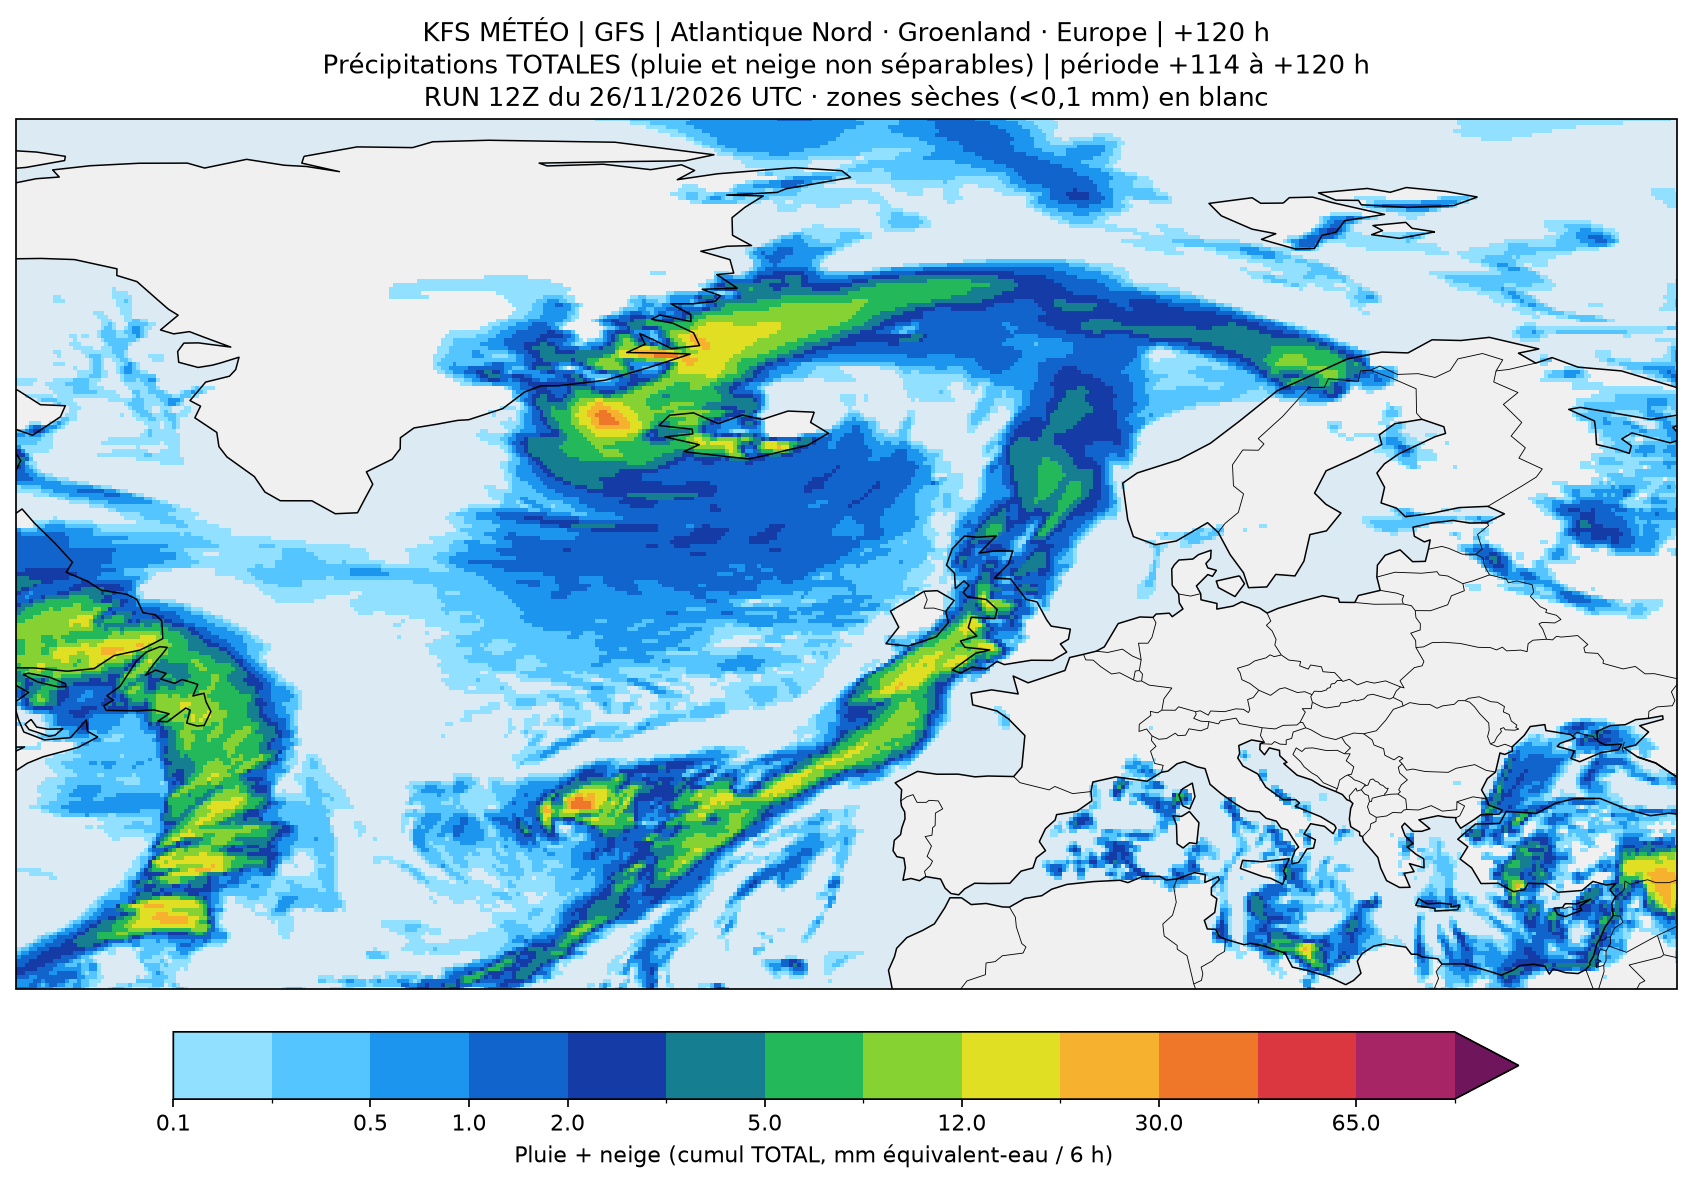 KFS MÉTÉO | GFS | Atlantique Nord · Groenland · Europe | +120 h
Précipitations TOTALES (pluie et neige non séparables) | période +114 à +120 h
RUN 12Z du 26/11/2026 UTC · zones sèches (<0,1 mm) en blanc
0.1 0.5 1.0 2.0 5.0 12.0 30.0 65.0
Pluie + neige (cumul TOTAL, mm équivalent-eau / 6 h)